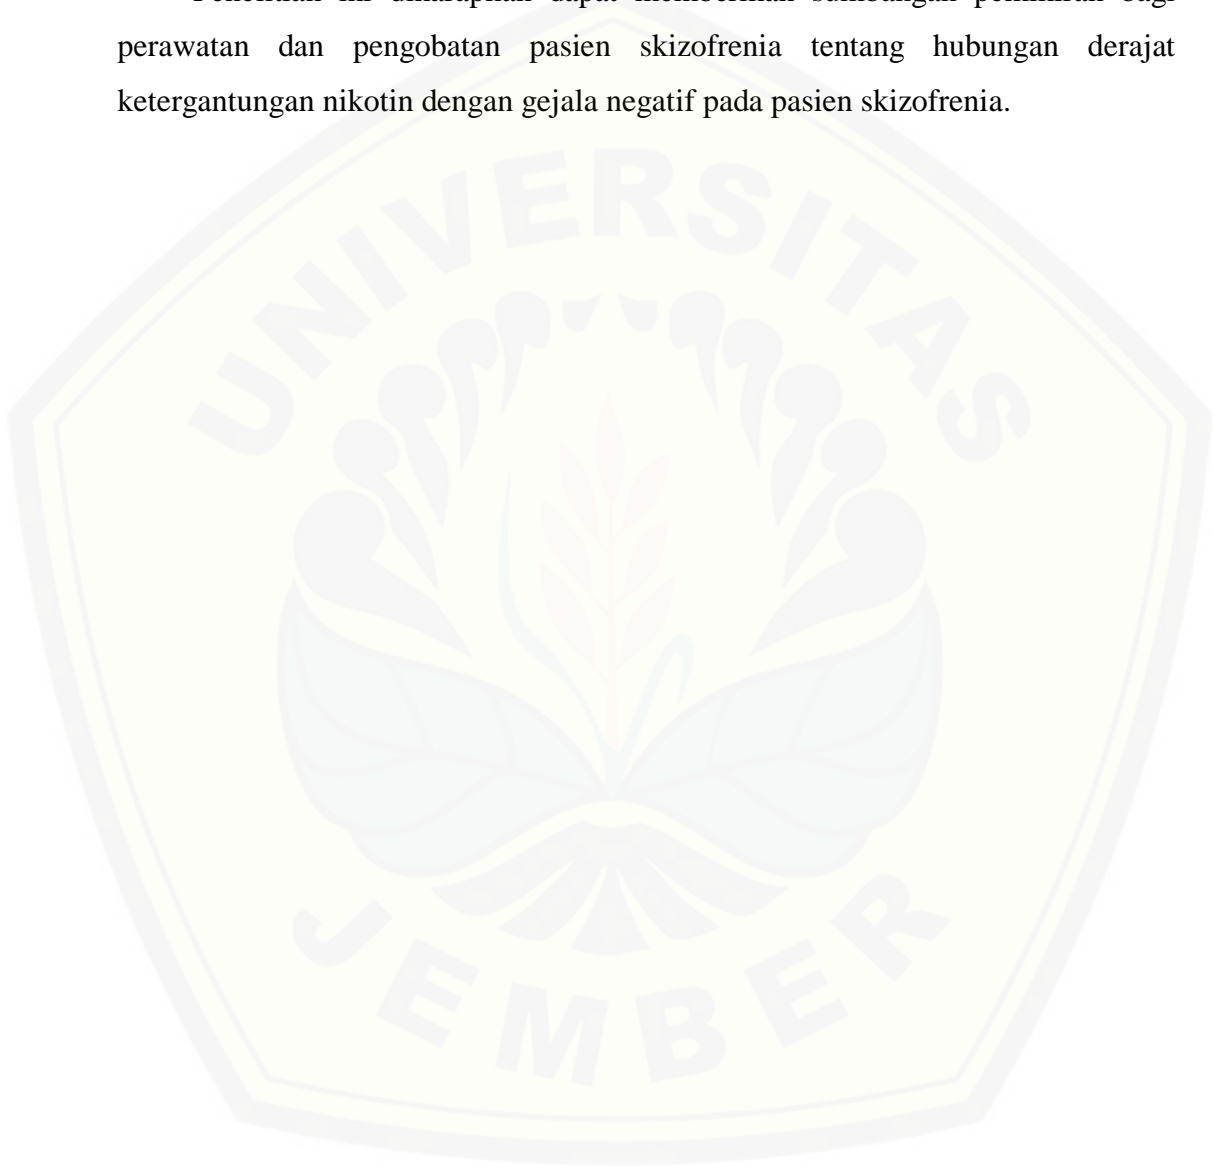 Penelitian ini diharapkan dapat memberikan sumbangan pemikiran bagi
perawatan dan pengobatan pasien skizofrenia tentang hubungan derajat
ketergantungan nikotin dengan gejala negatif pada pasien skizofrenia.
UNIVERSITAS
JEMBER